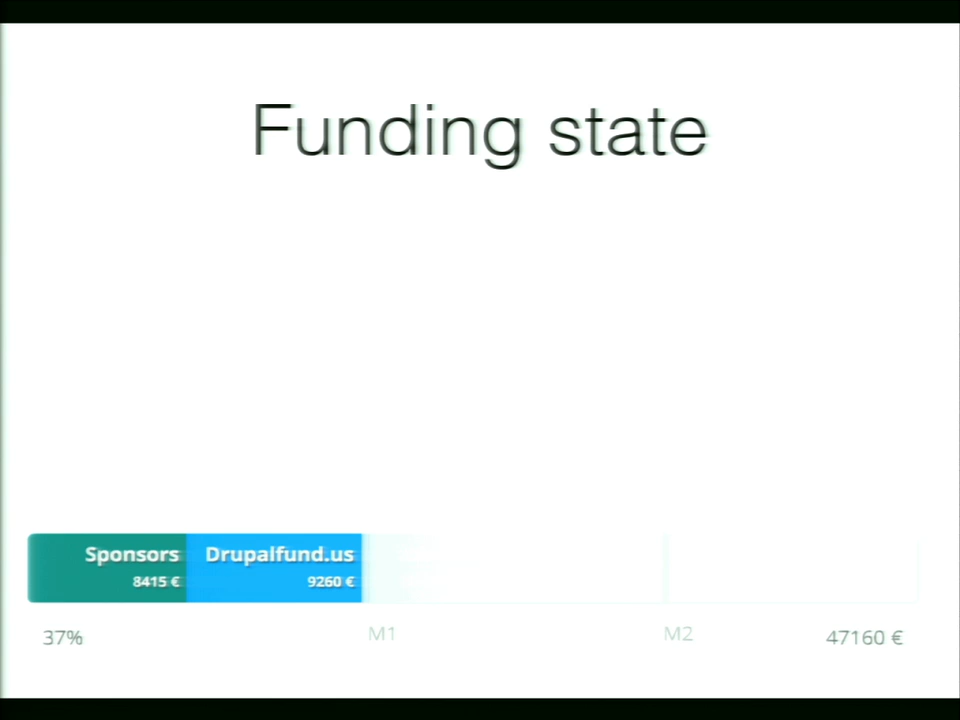 Funding state
Sponsors Drupalfund.us
8415 € 9260 €
37% M1 M2 47160 €